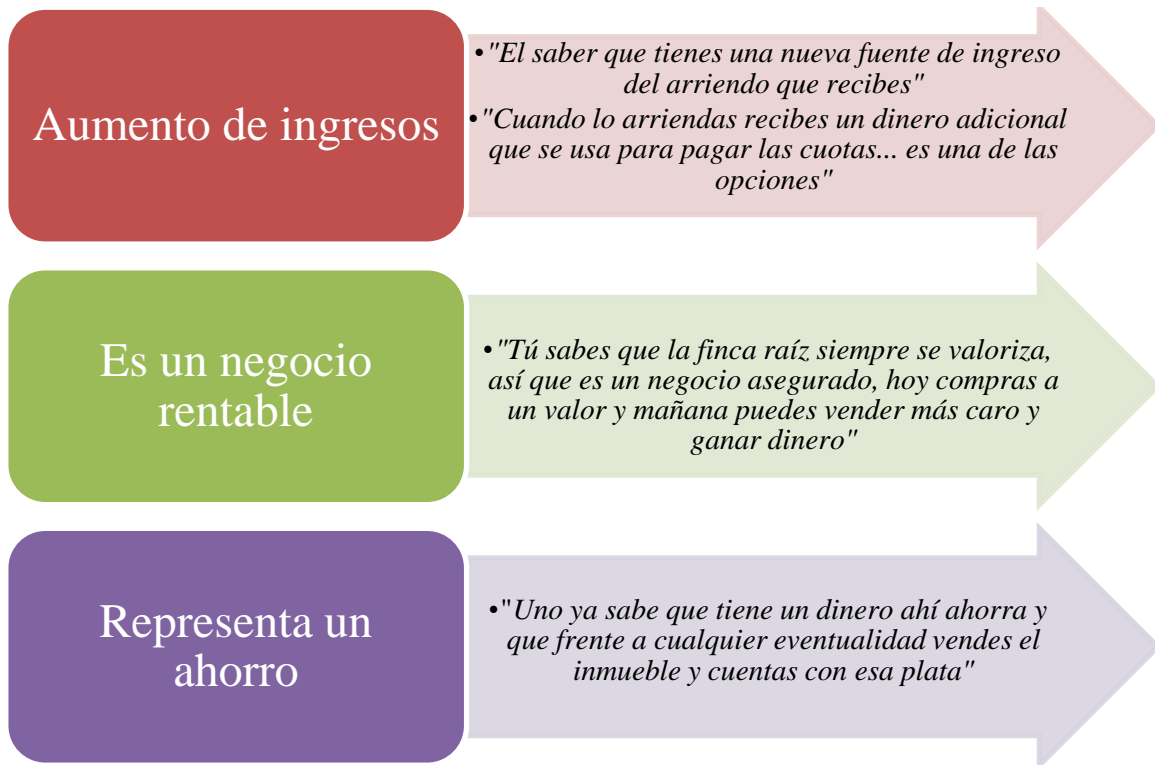 Aumento de ingresos
•"El saber que tienes una nueva fuente de ingreso
del arriendo que recibes"
•"Cuando lo arriendas recibes un dinero adicional
que se usa para pagar las cuotas... es una de las
opciones"
Es un negocio
rentable
•"Tú sabes que la finca raíz siempre se valoriza,
así que es un negocio asegurado, hoy compras a
un valor y mañana puedes vender más caro y
ganar dinero"
Representa un
ahorro
•"Uno ya sabe que tiene un dinero ahí ahorra y
que frente a cualquier eventualidad vendes el
inmueble y cuentas con esa plata"